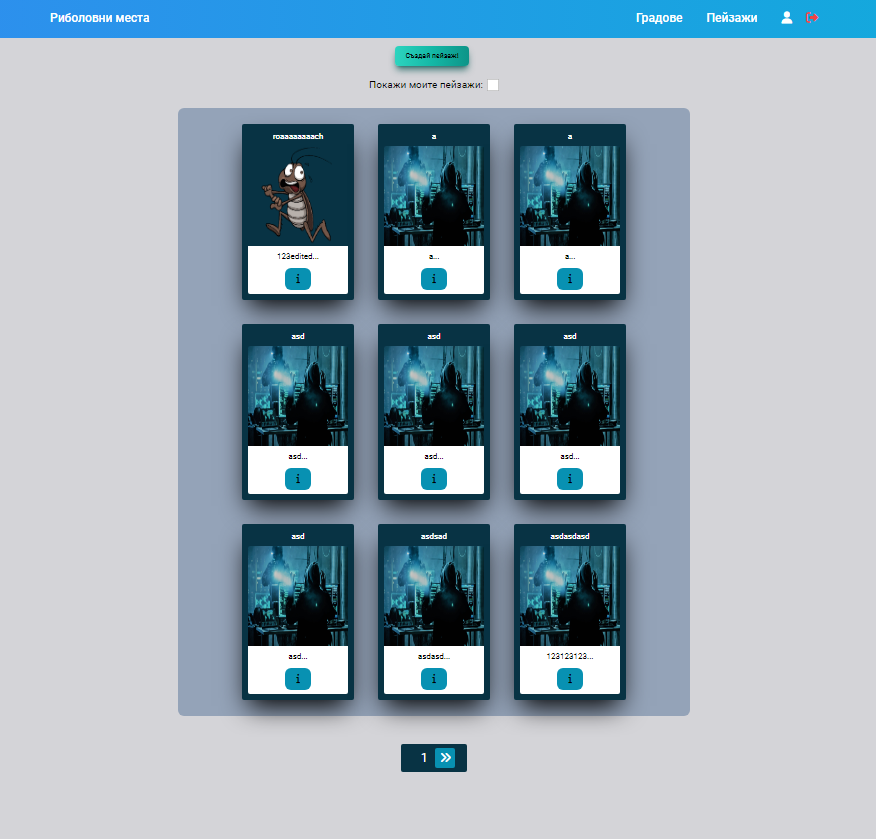 Риболовни места
Градове
Пейзажи
Създай пейзаж!
Покажи моите пейзажи:
roaaaaaaaach
a
a
123edited...
a...
a...
i
i
i
asd
asd
asd
asd...
asd...
asd...
i
i
i
asd
asdsad
asdasdasd
asd...
asdasd...
123123123...
i
i
i
1